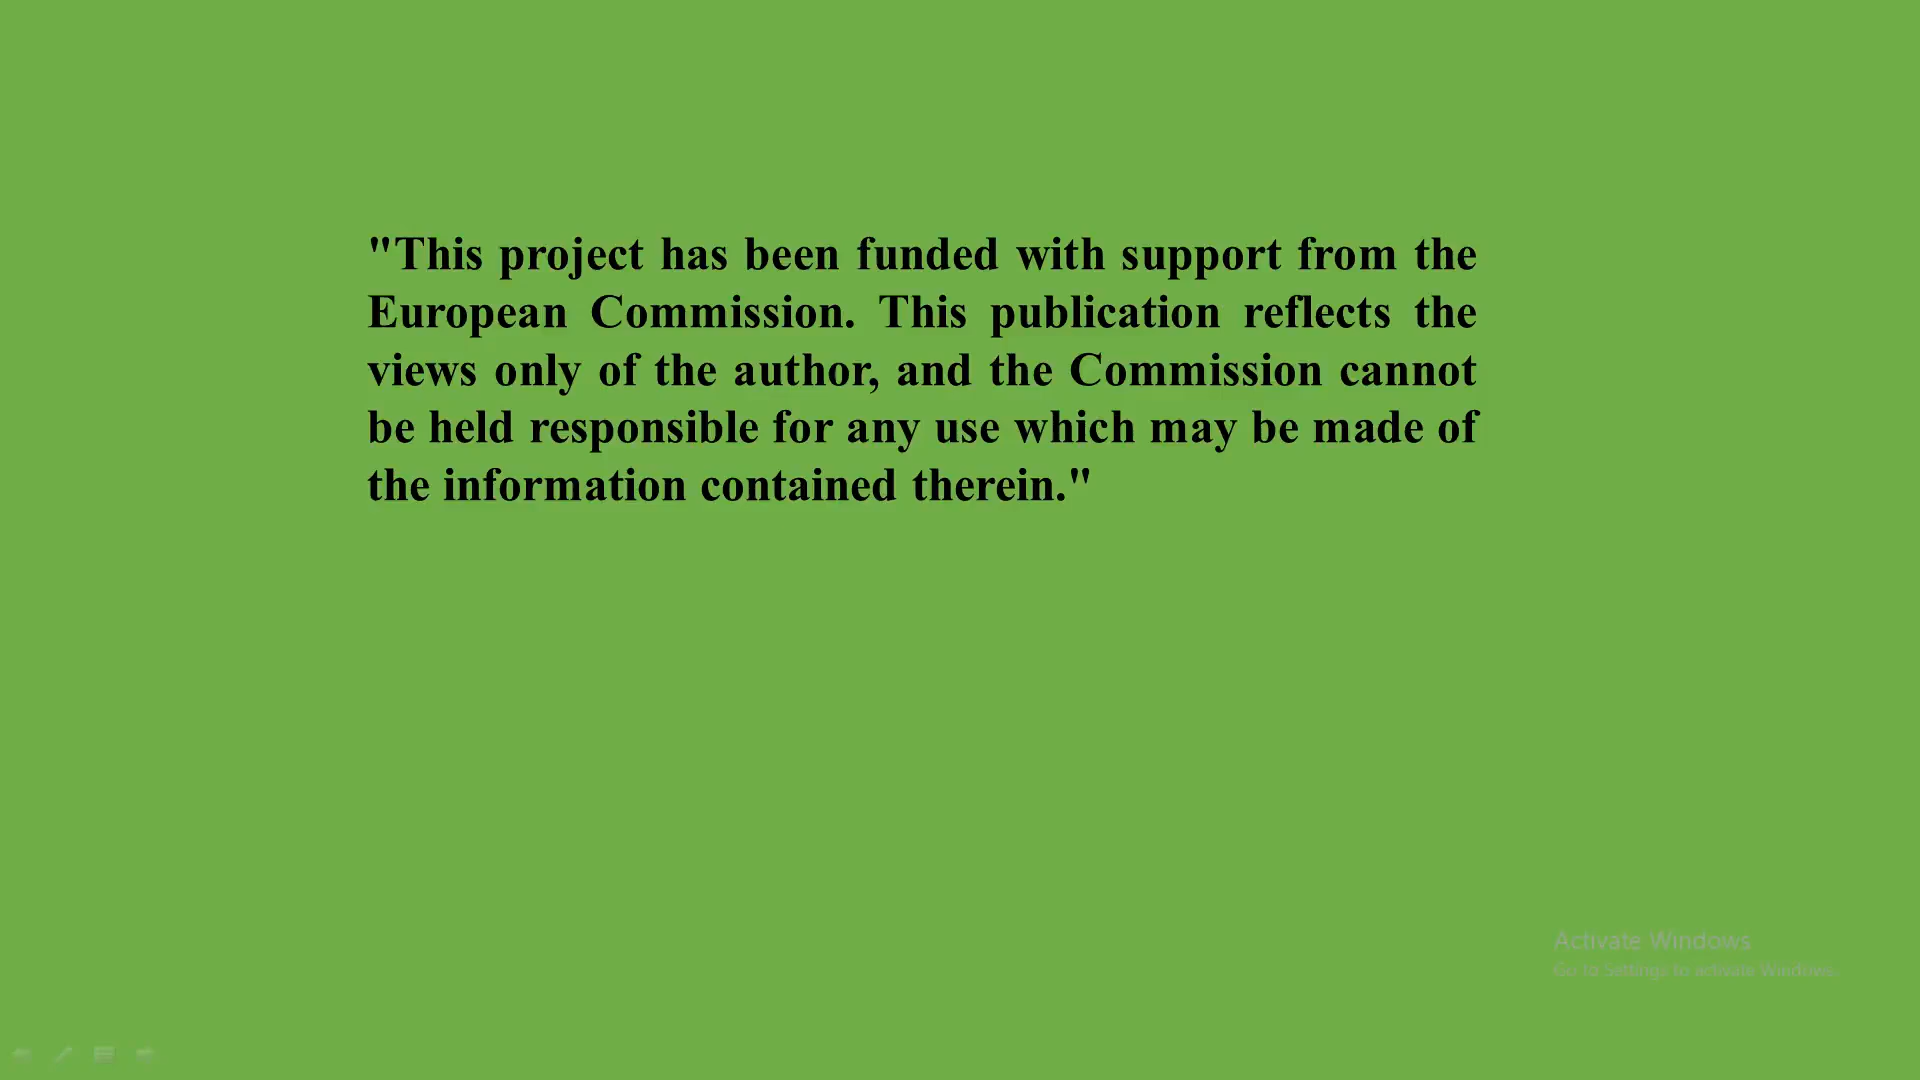 "This project has been funded with support from the
European Commission. This publication reflects the
views only of the author, and the Commission cannot
be held responsible for any use which may be made of
the information contained therein."
Activate Windows
Go to Settings to activate Windows.